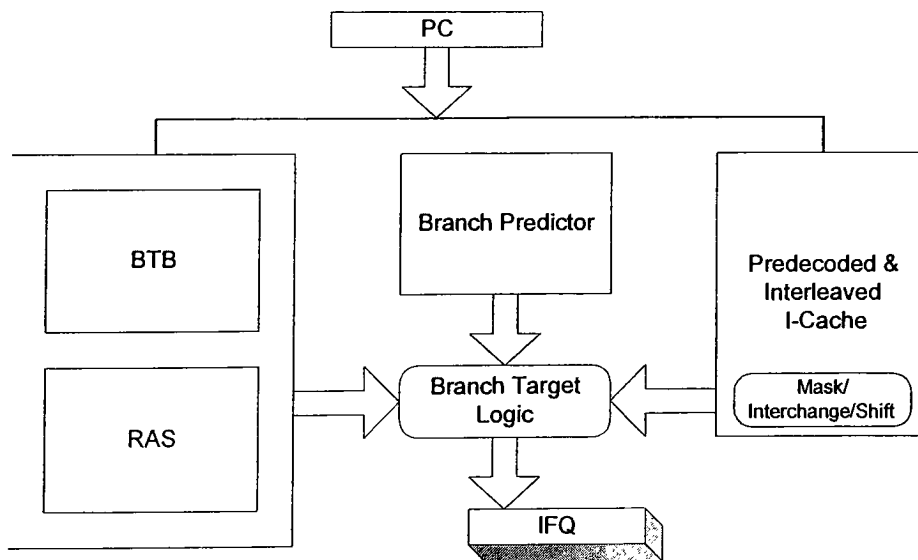 PC
BTB
RAS
Branch Predictor
Branch Target
Logic
Predecoded &
Interleaved
I-Cache
Mask/
Interchange/Shift
IFQ